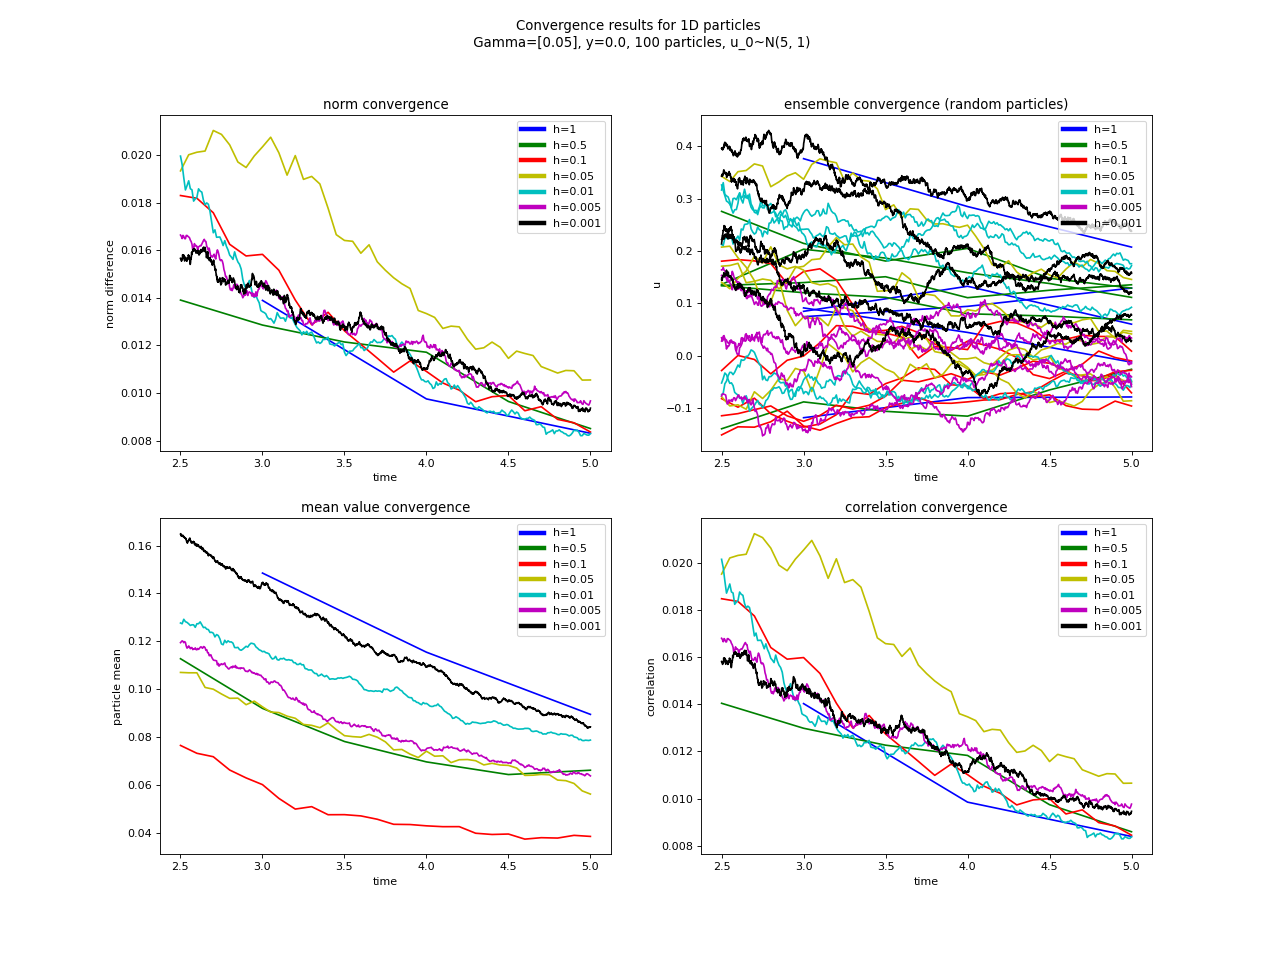 Convergence results for 1D particles
Gamma=[0.05], y=0.0, 100 particles, u_0~N(5, 1)
norm convergence
norm difference
0.020
0.018
0.016
0.014
0.012
0.010
0.008
h=1
h=0.5
h=0.1
h=0.05
h=0.01
h=0.005
h=0.001
2.5 3.0 3.5 4.0 4.5 5.0
time
ensemble convergence (random particles)
u
0.4
0.3
0.2
0.1
0.0
−0.1
h=1
h=0.5
h=0.1
h=0.05
h=0.01
h=0.005
h=0.001
2.5 3.0 3.5 4.0 4.5 5.0
time
mean value convergence
particle mean
0.16
0.14
0.12
0.10
0.08
0.06
0.04
h=1
h=0.5
h=0.1
h=0.05
h=0.01
h=0.005
h=0.001
2.5 3.0 3.5 4.0 4.5 5.0
time
correlation convergence
correlation
0.020
0.018
0.016
0.014
0.012
0.010
0.008
h=1
h=0.5
h=0.1
h=0.05
h=0.01
h=0.005
h=0.001
2.5 3.0 3.5 4.0 4.5 5.0
time